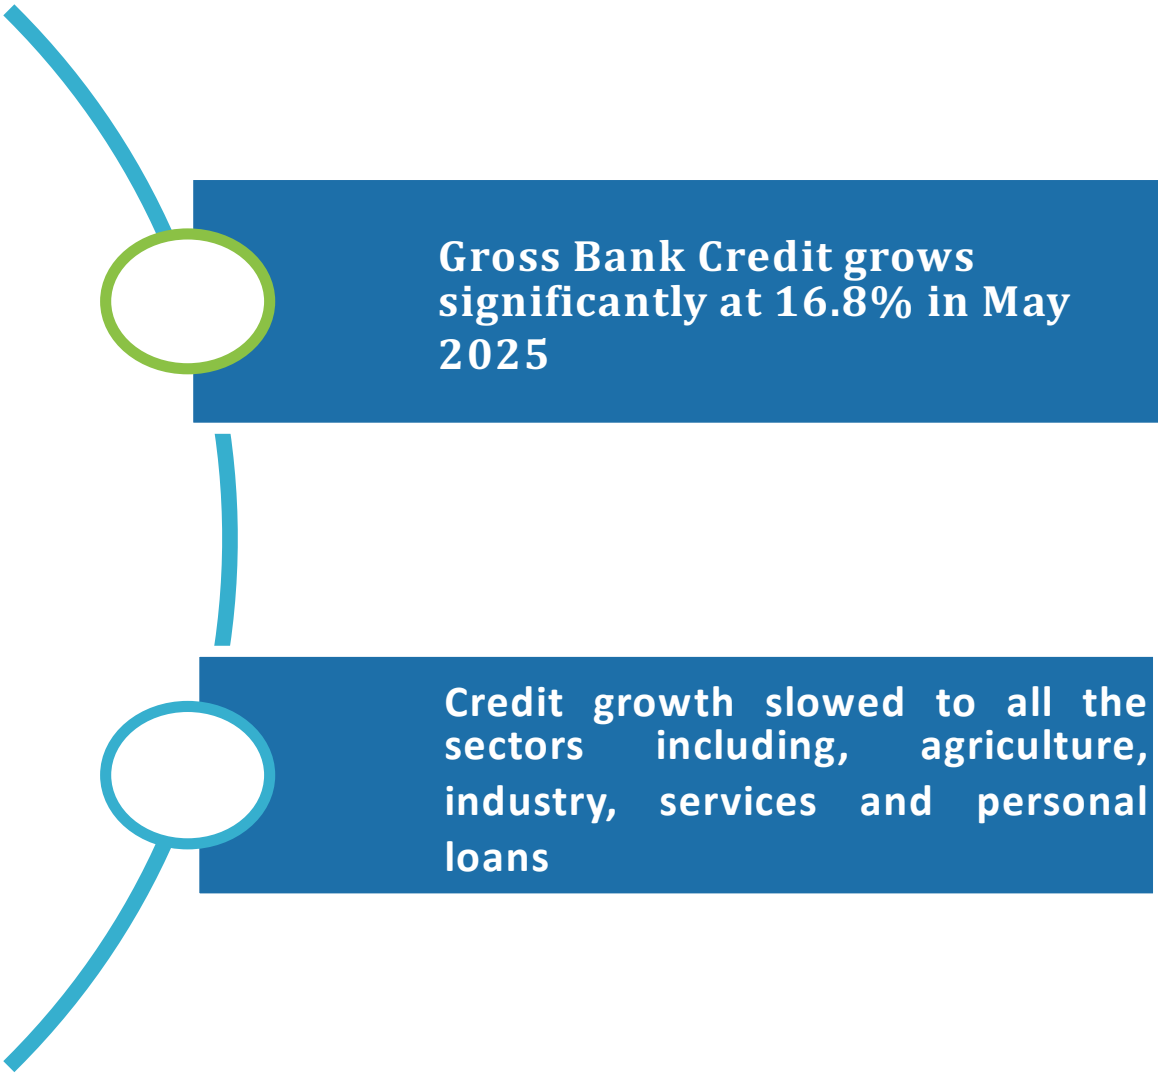 Gross Bank Credit grows
significantly at 16.8% in May
2025
Credit growth slowed to all the
sectors including, agriculture,
industry, services and personal
loans